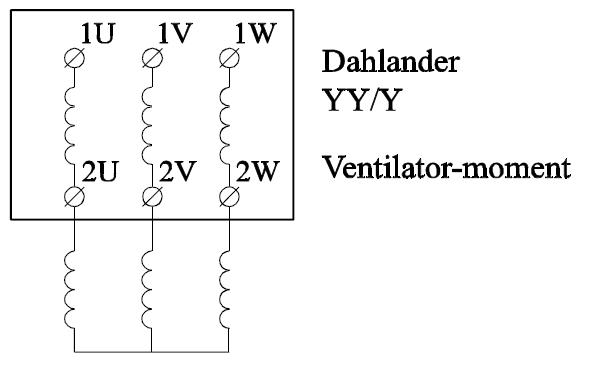 1U 1V 1W
Dahlander
YY/Y
2U 2V 2W
Ventilator-moment